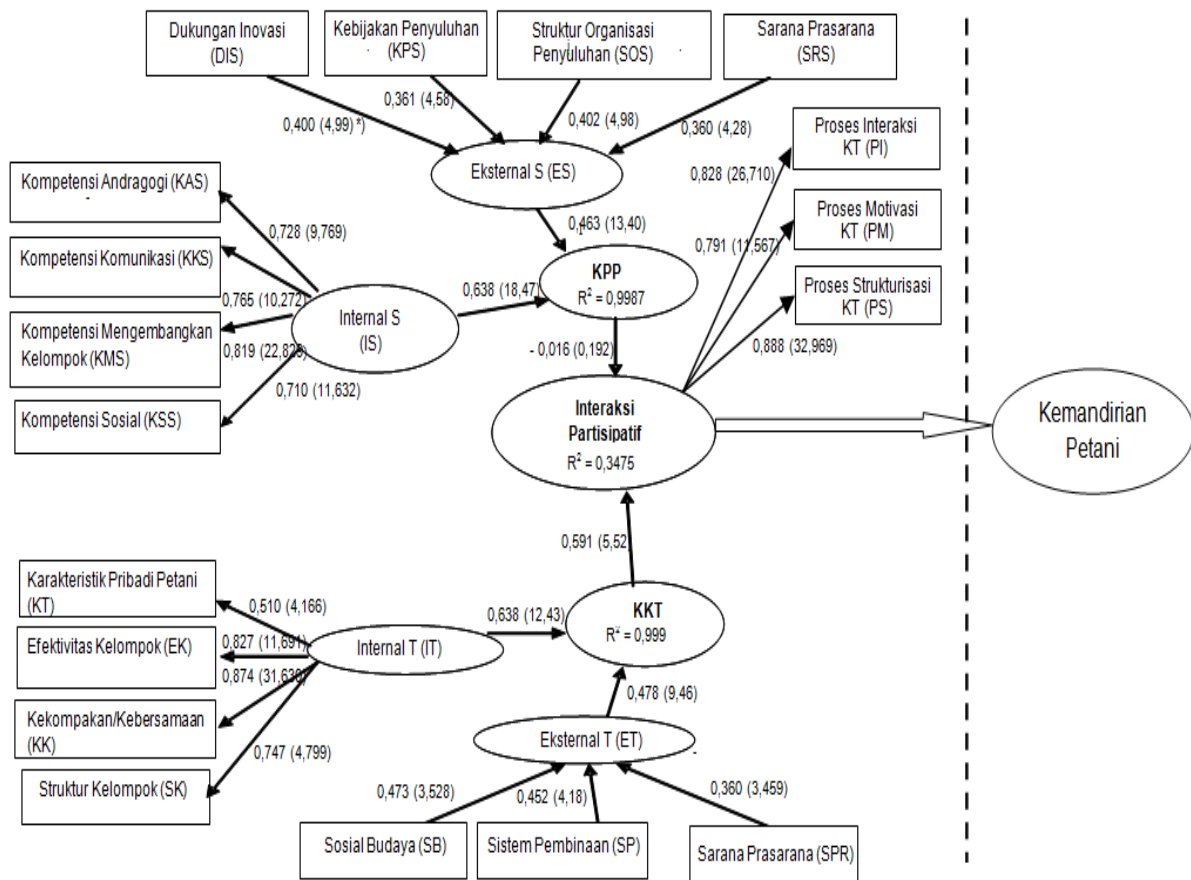 Dukungan Inovasi
(DIS)
Kebijakan Penyuluhan
(KPS)
Struktur Organisasi
Penyuluhan (SOS)
Sarana Prasarana
(SRS)
0,400 (4,99) *)
0,361 (4,58)
0,402 (4,98)
0,360 (4,28)
Eksternal S (ES)
Proses Interaksi
KT (PI)
0,828 (26,710)
Proses Motivasi
KT (PM)
0,791 (11,567)
Proses Strukturisasi
KT (PS)
0,888 (32,969)
Kompetensi Andragogi (KAS)
0,728 (9,769)
Kompetensi Komunikasi (KKS)
0,765 (10,272)
Kompetensi Mengembangkan
Kelompok (KMS)
0,819 (22,825)
Kompetensi Sosial (KSS)
0,710 (11,632)
Internal S
(IS)
0,638 (18,47)
0,463 (13,40)
KPP
R² = 0,9987
- 0,016 (0,192)
Interaksi
Partisipatif
R² = 0,3475
Kemandirian
Petani
0,591 (5,52)
Karakteristik Pribadi Petani
(KT)
0,510 (4,166)
Efektivitas Kelompok (EK)
0,827 (11,691)
0,874 (31,630)
Kekompakan/Kebersamaan
(KK)
0,747 (4,799)
Struktur Kelompok (SK)
Internal T (IT)
0,638 (12,43)
KKT
R² = 0,999
0,478 (9,46)
Eksternal T (ET)
0,473 (3,528)
0,452 (4,18)
0,360 (3,459)
Sosial Budaya (SB)
Sistem Pembinaan (SP)
Sarana Prasarana (SPR)